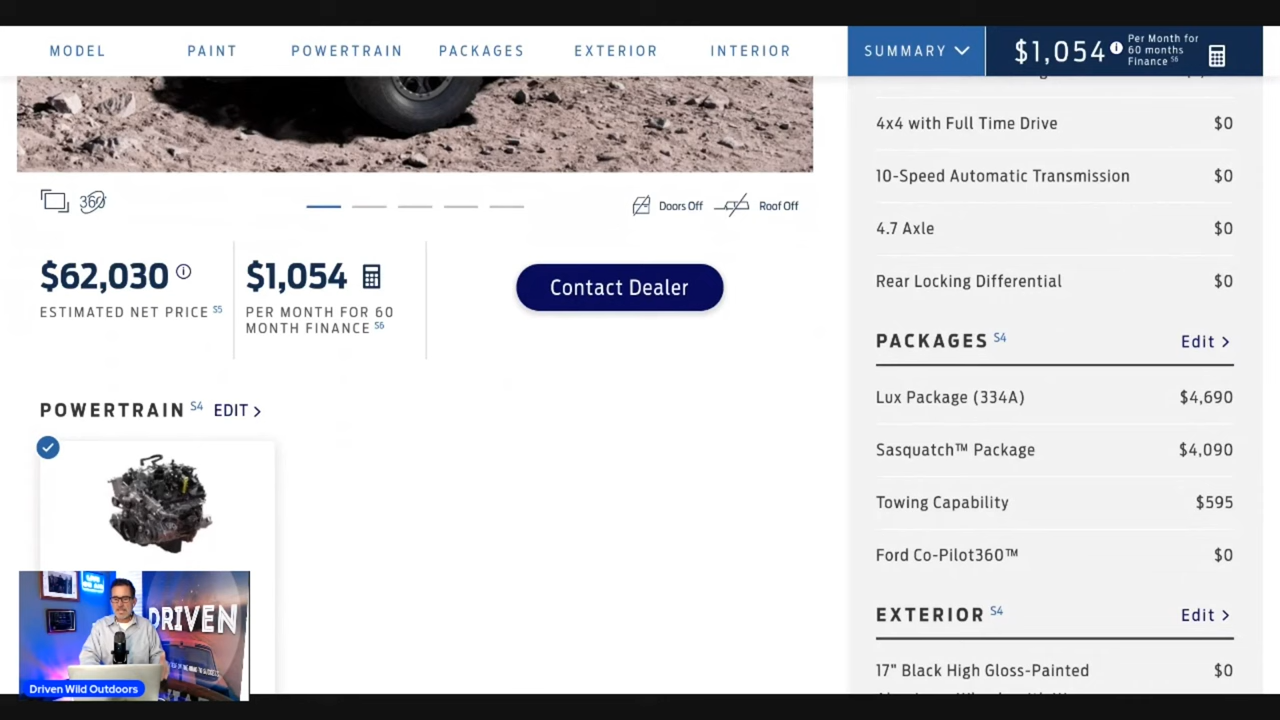 MODEL
PAINT
POWERTRAIN
PACKAGES
EXTERIOR
INTERIOR
SUMMARY
$1,054
Per Month for
60 months
Finance S6
360
Doors Off
Roof Off
$62,030
ESTIMATED NET PRICE S5
$1,054
PER MONTH FOR 60
MONTH FINANCE S6
Contact Dealer
POWERTRAIN S4 EDIT >
4x4 with Full Time Drive $0
10-Speed Automatic Transmission $0
4.7 Axle $0
Rear Locking Differential $0
PACKAGES S4 Edit >
Lux Package (334A) $4,690
Sasquatch™ Package $4,090
Towing Capability $595
Ford Co-Pilot360™ $0
EXTERIOR S4 Edit >
17" Black High Gloss-Painted $0
DRIVEN
Driven Wild Outdoors